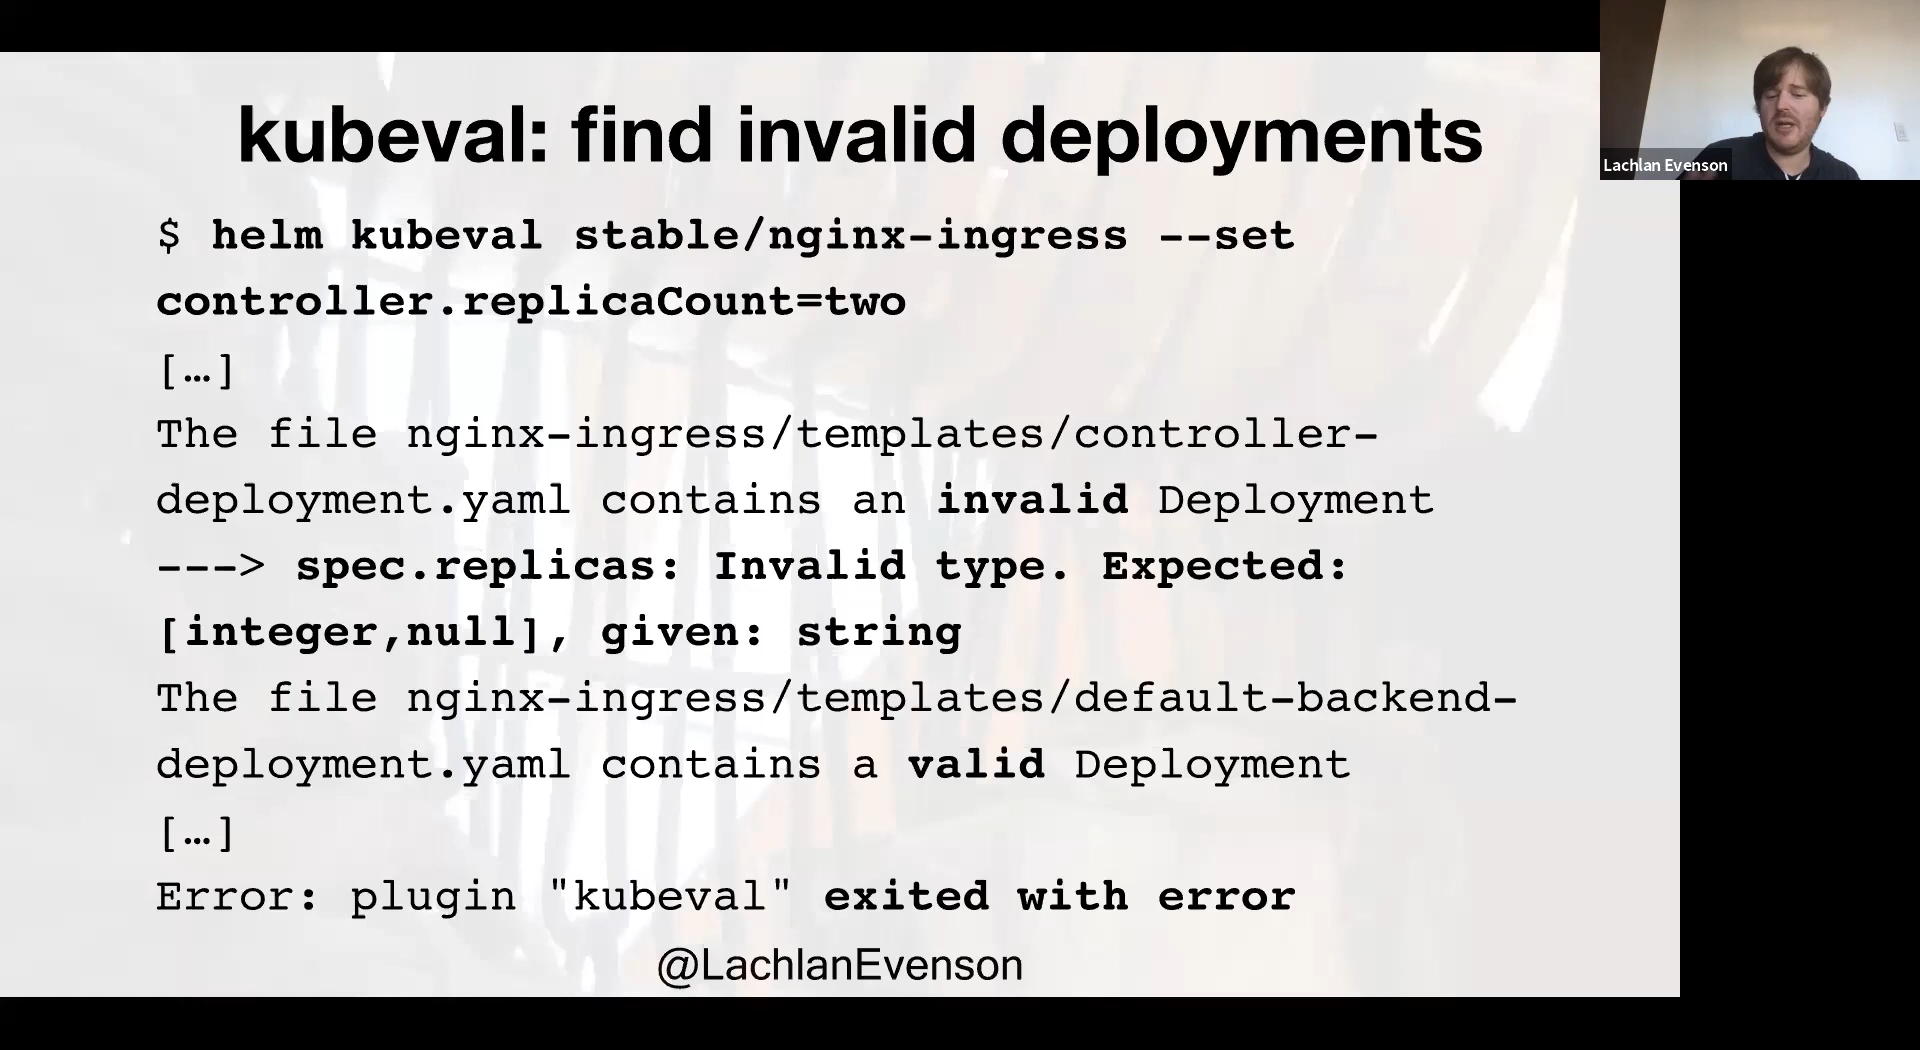 kubeval: find invalid deployments
Lachlan Evenson
$ helm kubeval stable/nginx-ingress --set
controller.replicaCount=two
[…]
The file nginx-ingress/templates/controller-
deployment.yaml contains an invalid Deployment
---> spec.replicas: Invalid type. Expected:
[integer,null], given: string
The file nginx-ingress/templates/default-backend-
deployment.yaml contains a valid Deployment
[…]
Error: plugin "kubeval" exited with error
@LachlanEvenson